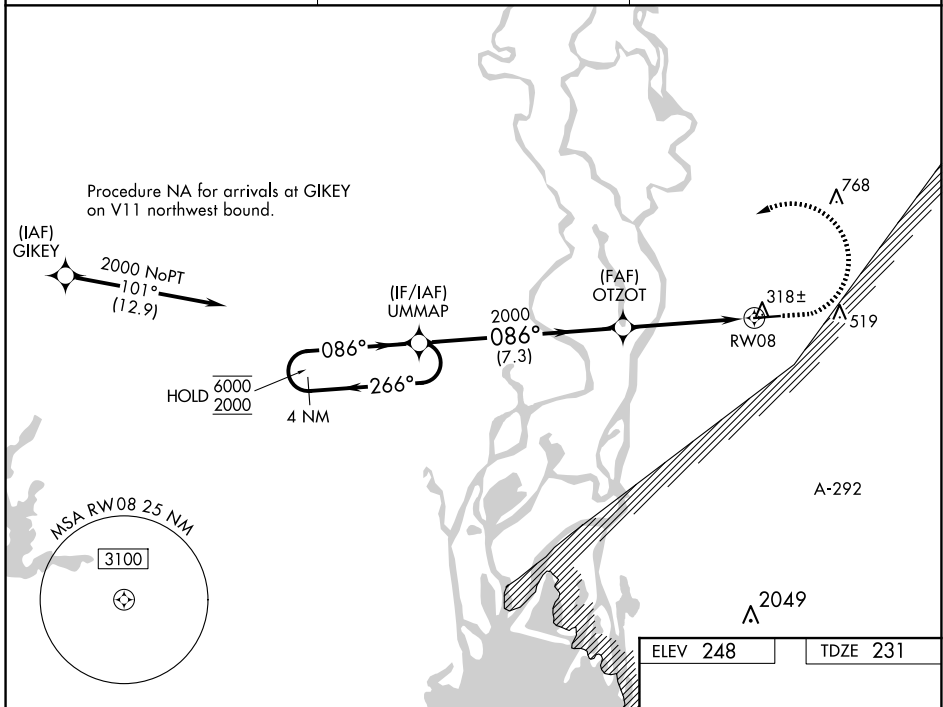 Procedure NA for arrivals at GIKEY
on V11 northwest bound.
768
(IAF)
GIKEY
2000 NoPT
101°
(12.9)
(IF/IAF)
UMMAP
(FAF)
OTZOT
2000
086°
(7.3)
318±
RW08
519
086°
266°
HOLD 6000
2000
4 NM
A-292
MSA RW08 25 NM
3100
2049
ELEV 248
TDZE 231